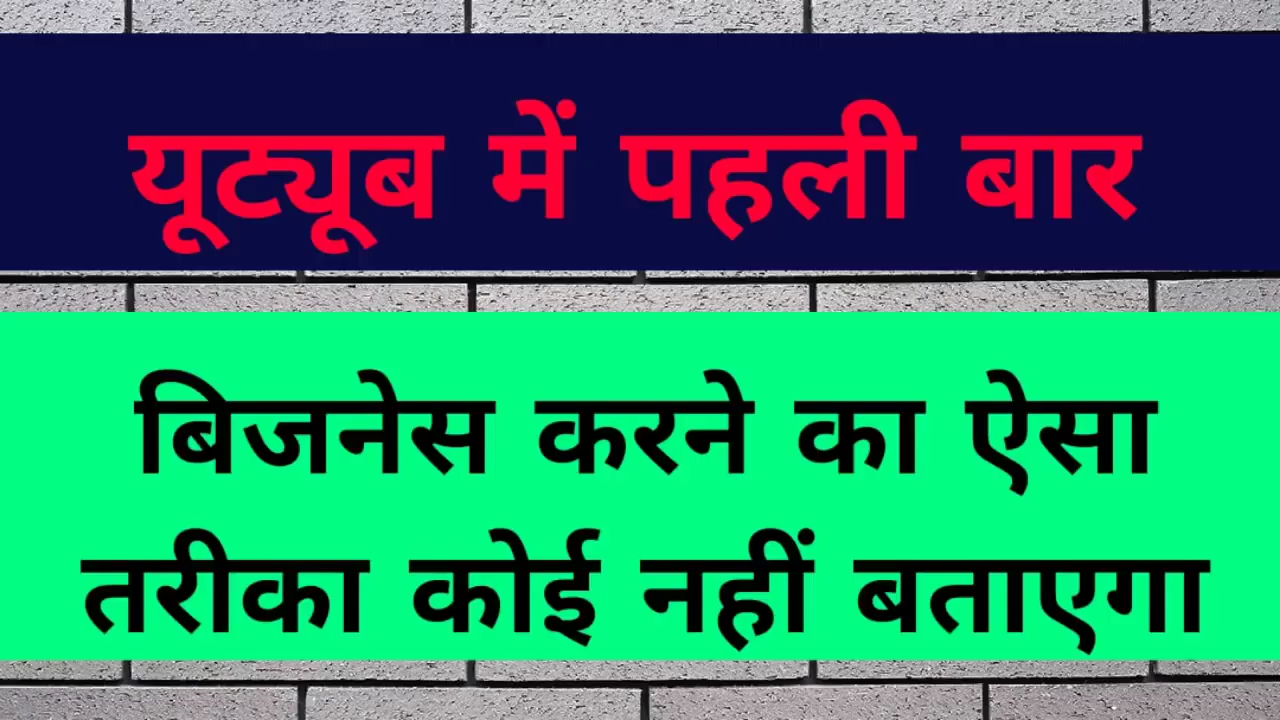 यूट्यूब में पहली बार
बिजनेस करने का ऐसा
तरीका कोई नहीं बताएगा